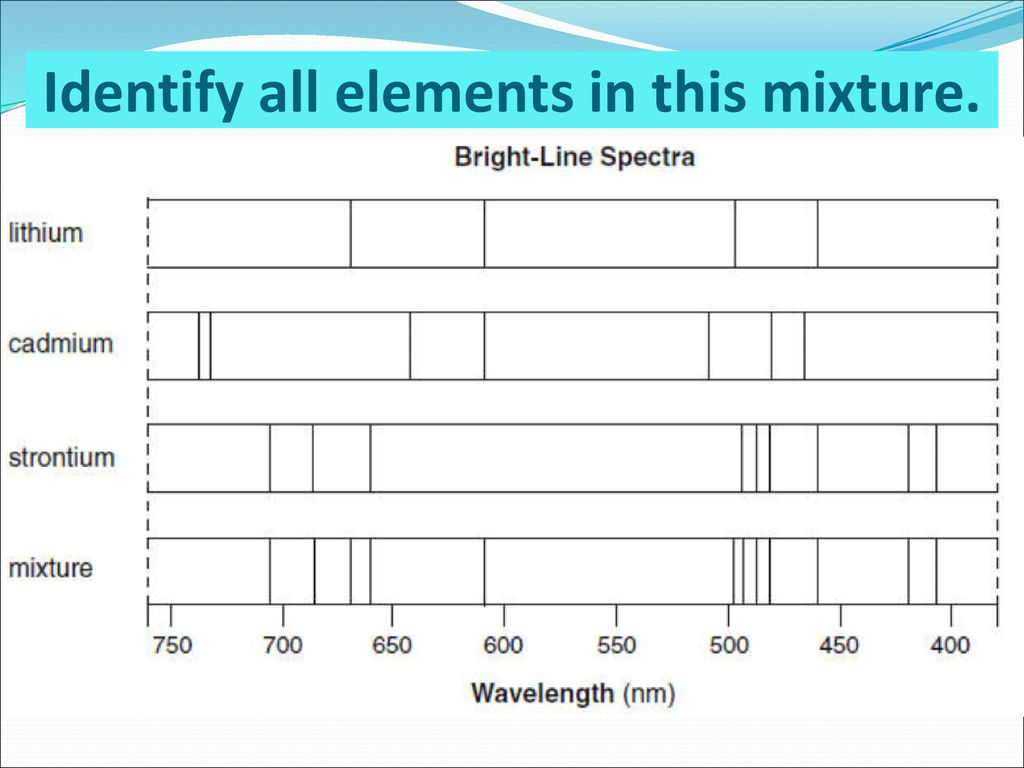 Identify all elements in this mixture.
Bright-Line Spectra
lithium
cadmium
strontium
mixture
750 700 650 600 550 500 450 400
Wavelength (nm)